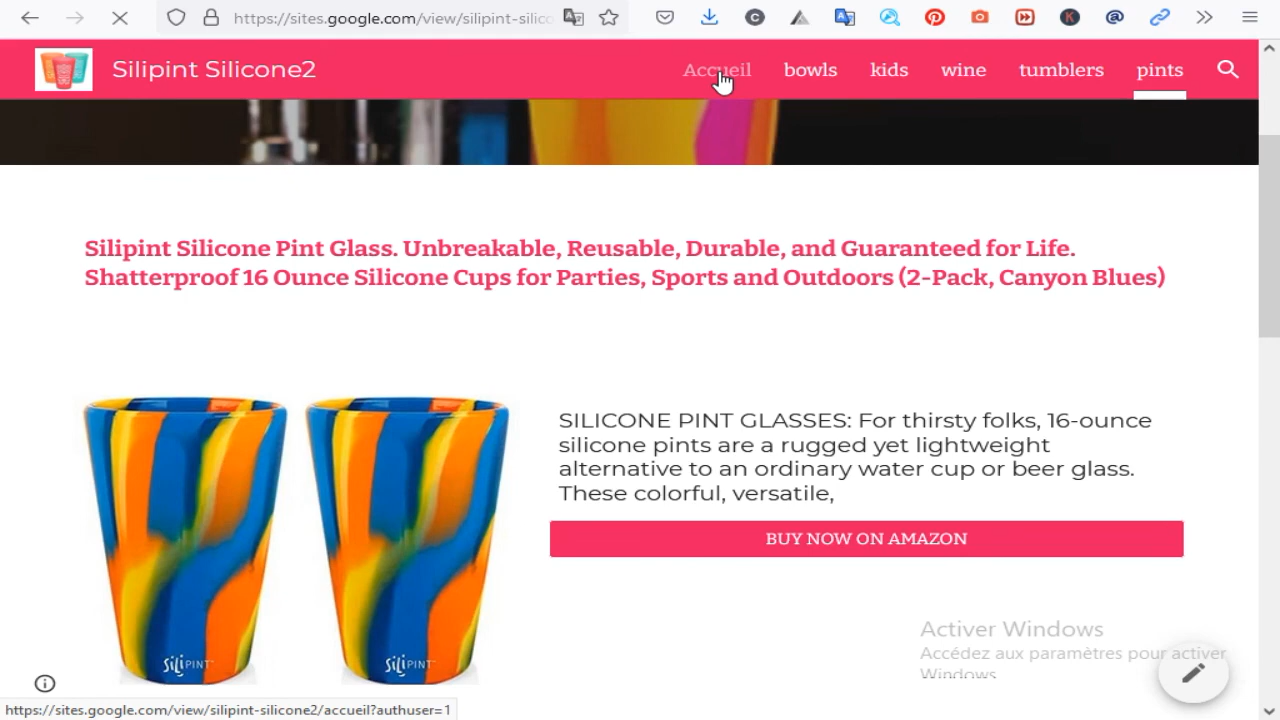 https://sites.google.com/view/silipint-silico
Silipint Silicone2
Accueil bowls kids wine tumblers pints
Silipint Silicone Pint Glass. Unbreakable, Reusable, Durable, and Guaranteed for Life.
Shatterproof 16 Ounce Silicone Cups for Parties, Sports and Outdoors (2-Pack, Canyon Blues)
SILICONE PINT GLASSES: For thirsty folks, 16-ounce
silicone pints are a rugged yet lightweight
alternative to an ordinary water cup or beer glass.
These colorful, versatile,
BUY NOW ON AMAZON
SiliPINT
SiliPINT
Activer Windows
Accédez aux paramètres pour activer
Windows.
https://sites.google.com/view/silipint-silicone2/accueil?authuser=1